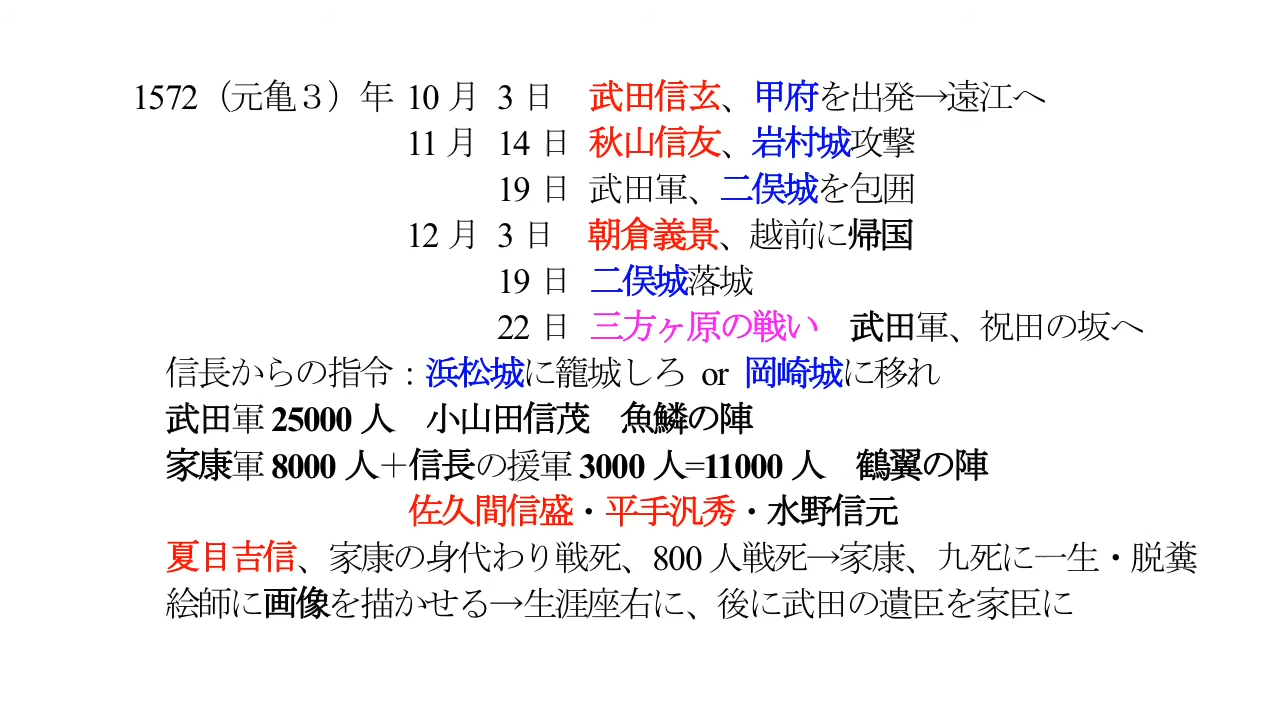 1572（元亀３）年 10 月 3 日 武田信玄、甲府を出発→遠江へ
11 月 14 日 秋山信友、岩村城攻撃
19 日 武田軍、二俣城を包囲
12 月 3 日 朝倉義景、越前に帰国
19 日 二俣城落城
22 日 三方ヶ原の戦い 武田軍、祝田の坂へ
信長からの指令：浜松城に籠城しろ or 岡崎城に移れ
武田軍 25000 人 小山田信茂 魚鱗の陣
家康軍 8000 人＋信長の援軍 3000 人=11000 人 鶴翼の陣
佐久間信盛・平手汎秀・水野信元
夏目吉信、家康の身代わり戦死、800 人戦死→家康、九死に一生・脱糞
絵師に画像を描かせる→生涯座右に、後に武田の遺臣を家臣に